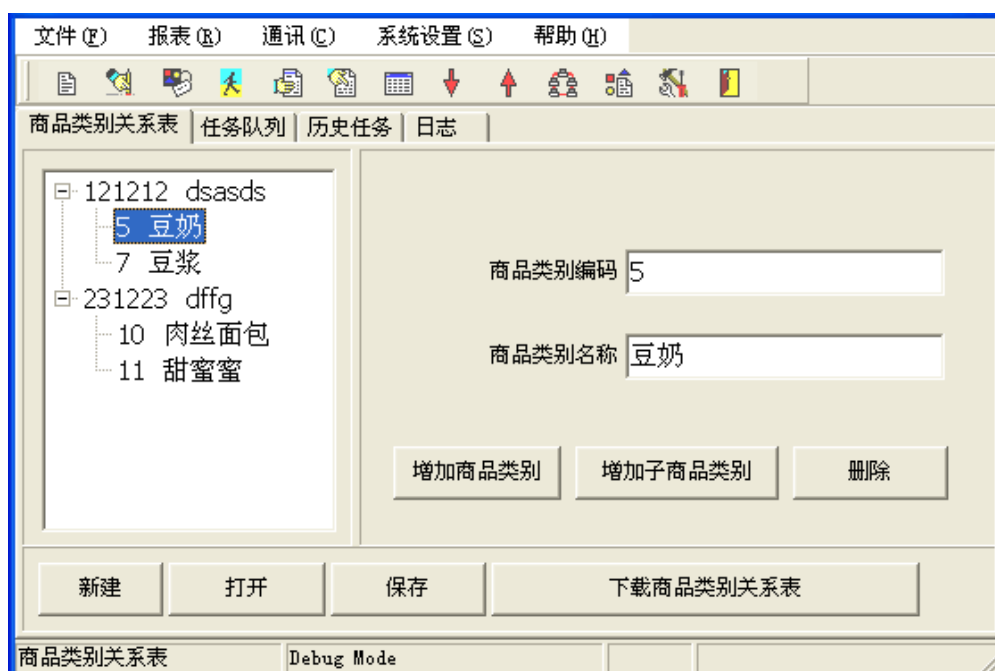 文件(F) 报表(R) 通讯(C) 系统设置(S) 帮助(H)
商品类别关系表 任务队列 历史任务 日志
121212 dsasds
5 豆奶
7 豆浆
231223 dffg
10 肉丝面包
11 甜蜜蜜
商品类别编码 5
商品类别名称 豆奶
增加商品类别 增加子商品类别 删除
新建 打开 保存 下载商品类别关系表
商品类别关系表 Debug Mode